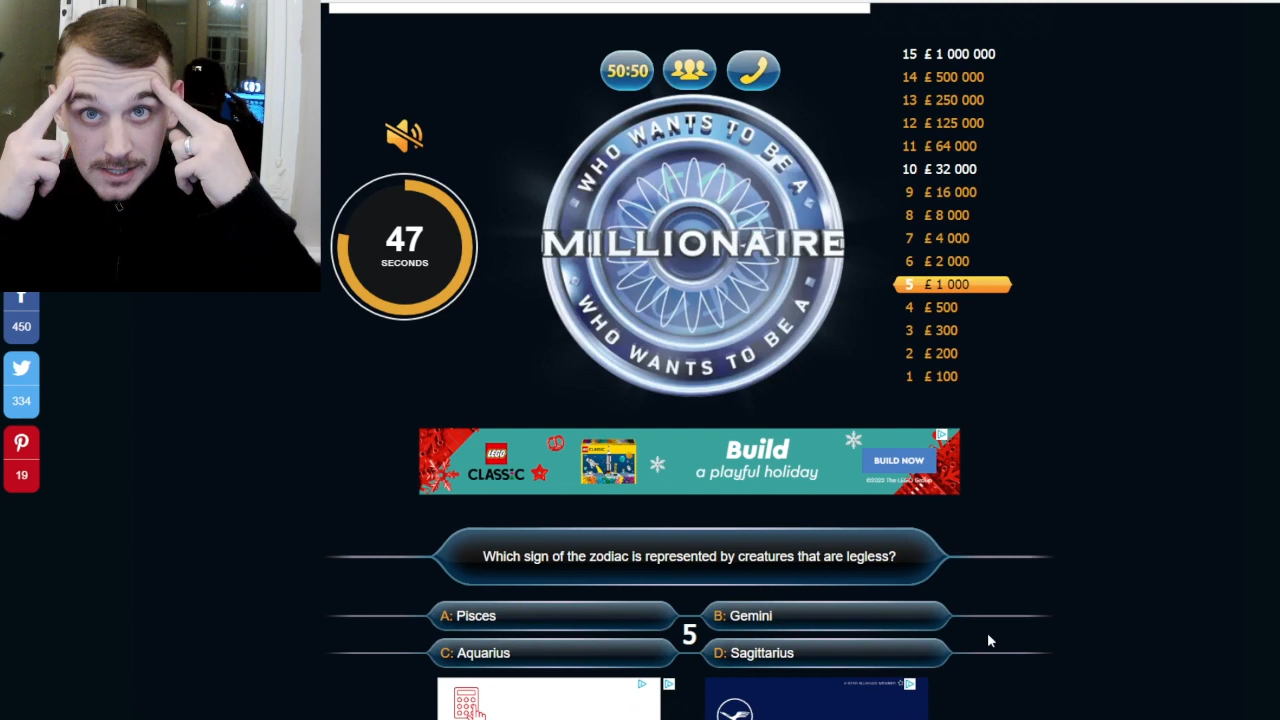 50:50
15 £ 1 000 000
14 £ 500 000
13 £ 250 000
12 £ 125 000
11 £ 64 000
10 £ 32 000
9 £ 16 000
8 £ 8 000
7 £ 4 000
6 £ 2 000
5 £ 1 000
4 £ 500
3 £ 300
2 £ 200
1 £ 100
47
SECONDS
WHO WANTS TO BE A
MILLIONAIRE
WHO WANTS TO BE A
450
334
19
LEGO
CLASSIC
Build
a playful holiday
BUILD NOW
©2023 The LEGO Group
Which sign of the zodiac is represented by creatures that are legless?
A: Pisces
B: Gemini
5
C: Aquarius
D: Sagittarius